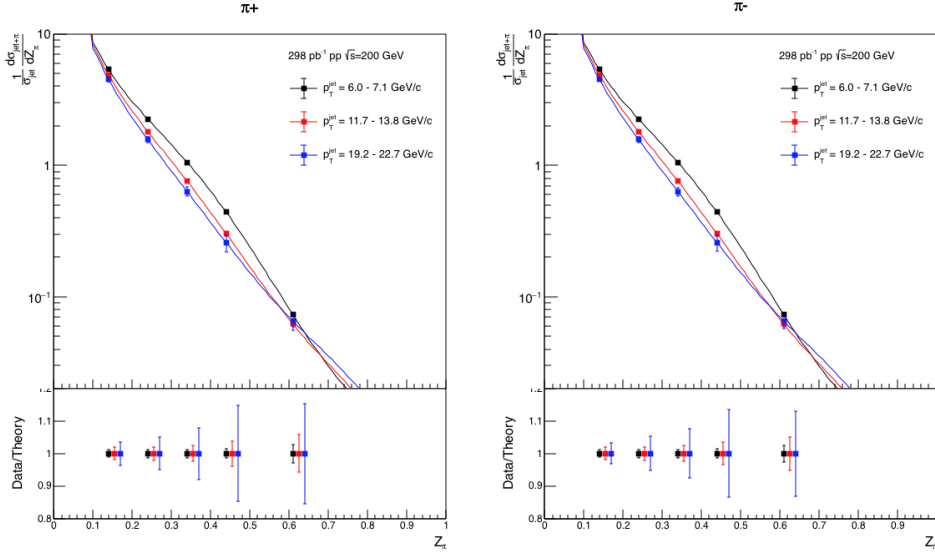 π+
10
1
10⁻¹
1/σ_jet dσ_jet+π/dZ_π
298 pb⁻¹ pp √s=200 GeV
p_T^jet = 6.0 - 7.1 GeV/c
p_T^jet = 11.7 - 13.8 GeV/c
p_T^jet = 19.2 - 22.7 GeV/c
Data/Theory
1.1
1
0.9
0.8
0 0.1 0.2 0.3 0.4 0.5 0.6 0.7 0.8 0.9 1
Z_π
π-
10
1
10⁻¹
1/σ_jet dσ_jet+π/dZ_π
298 pb⁻¹ pp √s=200 GeV
p_T^jet = 6.0 - 7.1 GeV/c
p_T^jet = 11.7 - 13.8 GeV/c
p_T^jet = 19.2 - 22.7 GeV/c
Data/Theory
1.1
1
0.9
0.8
0 0.1 0.2 0.3 0.4 0.5 0.6 0.7 0.8 0.9
Z_π